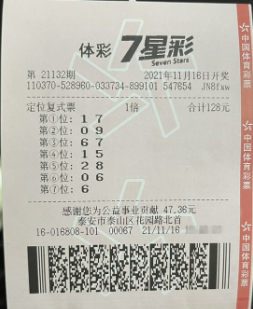 体彩 7星彩
Seven Stars
第 21132期 2021年11月16日开奖
110370-528960-033734-899101 547654 JN8fxw
定位复式票 1倍 合计128元
第①位: 1 7
第②位: 0 9
第③位: 6 7
第④位: 1 5
第⑤位: 2 8
第⑥位: 0 6
第⑦位: 6
感谢您为公益事业贡献 47.36元
泰安市泰山区花园路北首
16-016808-101 00067 21/11/16
中国体育彩票
中国体育彩票
中国体育彩票